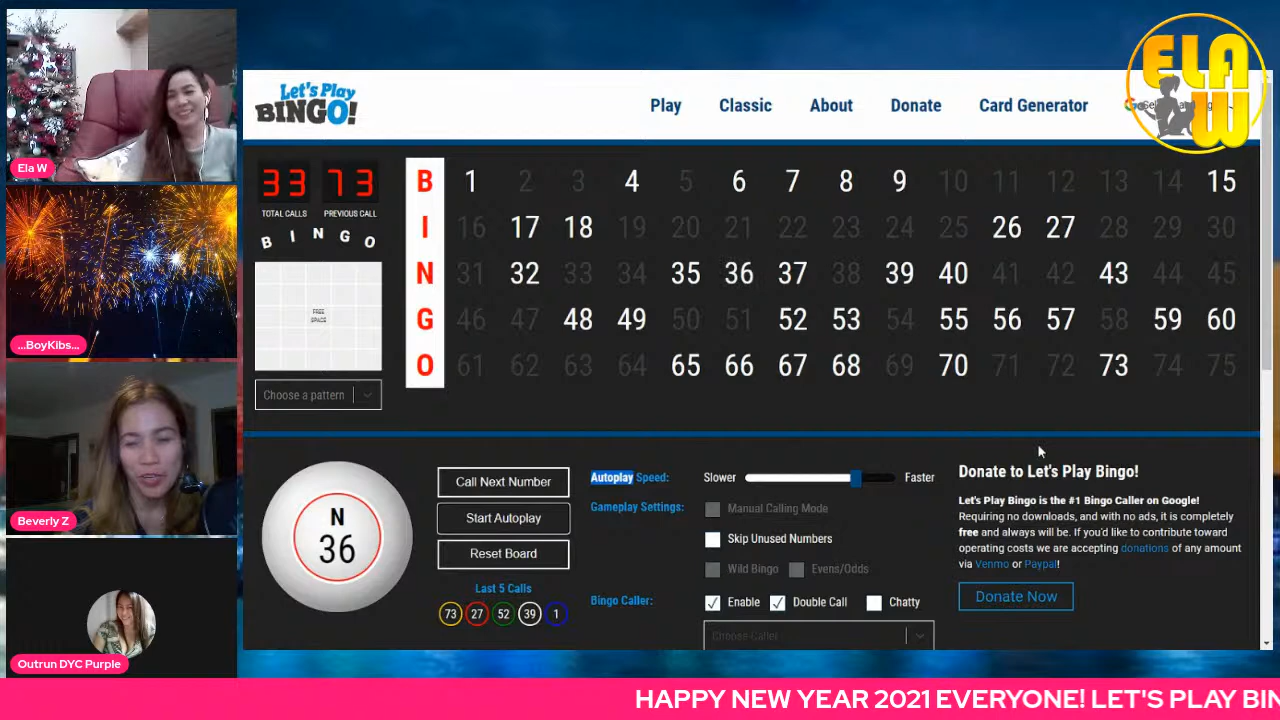 Ela W
...BoyKibs...
Beverly Z
Outrun DYC Purple
ELA
W
Let's Play
BINGO!
Play Classic About Donate Card Generator
33 73
TOTAL CALLS PREVIOUS CALL
B I N G O
FREE
SPACE
Choose a pattern
B 1 2 3 4 5 6 7 8 9 10 11 12 13 14 15
I 16 17 18 19 20 21 22 23 24 25 26 27 28 29 30
N 31 32 33 34 35 36 37 38 39 40 41 42 43 44 45
G 46 47 48 49 50 51 52 53 54 55 56 57 58 59 60
O 61 62 63 64 65 66 67 68 69 70 71 72 73 74 75
N
36
Call Next Number
Start Autoplay
Reset Board
Last 5 Calls
73 27 52 39 1
Autoplay Speed: Slower Faster
Gameplay Settings: Manual Calling Mode
Skip Unused Numbers
Wild Bingo Evens/Odds
Bingo Caller: Enable Double Call Chatty
Choose Caller
Donate to Let's Play Bingo!
Let's Play Bingo is the #1 Bingo Caller on Google!
Requiring no downloads, and with no ads, it is completely
free and always will be. If you'd like to contribute toward
operating costs we are accepting donations of any amount
via Venmo or Paypal!
Donate Now
HAPPY NEW YEAR 2021 EVERYONE! LET'S PLAY BIN